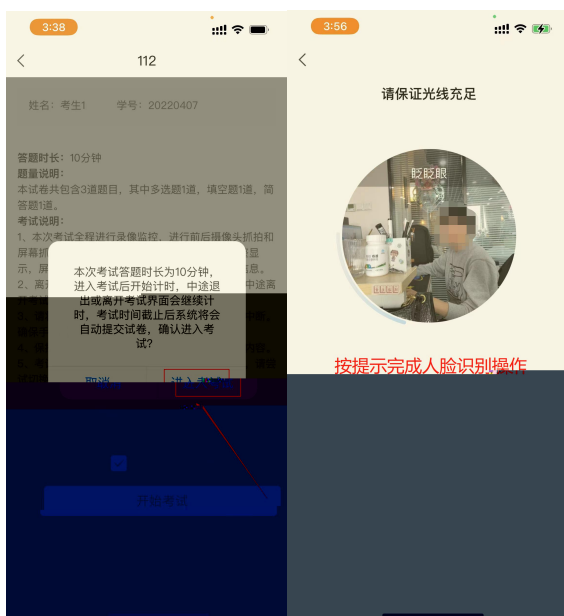 3:38
112
姓名：考生1 学号：20220407
答题时长：10分钟
题量说明：
本试卷共包含3道题目，其中多选题1道，填空题1道，简
答题1道。
考试说明：
1、本次考试全程进行录像监控，进行前后摄像头抓拍和
屏幕抓
显
示，屏
息。
2、离
中途离
本次考试答题时长为10分钟，
进入考试后开始计时，中途退
出或离开考试界面会继续计
时，考试时间截止后系统将会
自动提交试卷，确认进入考
试？
取消
进入考试
开始考试
3:56
请保证光线充足
眨眨眼
按提示完成人脸识别操作